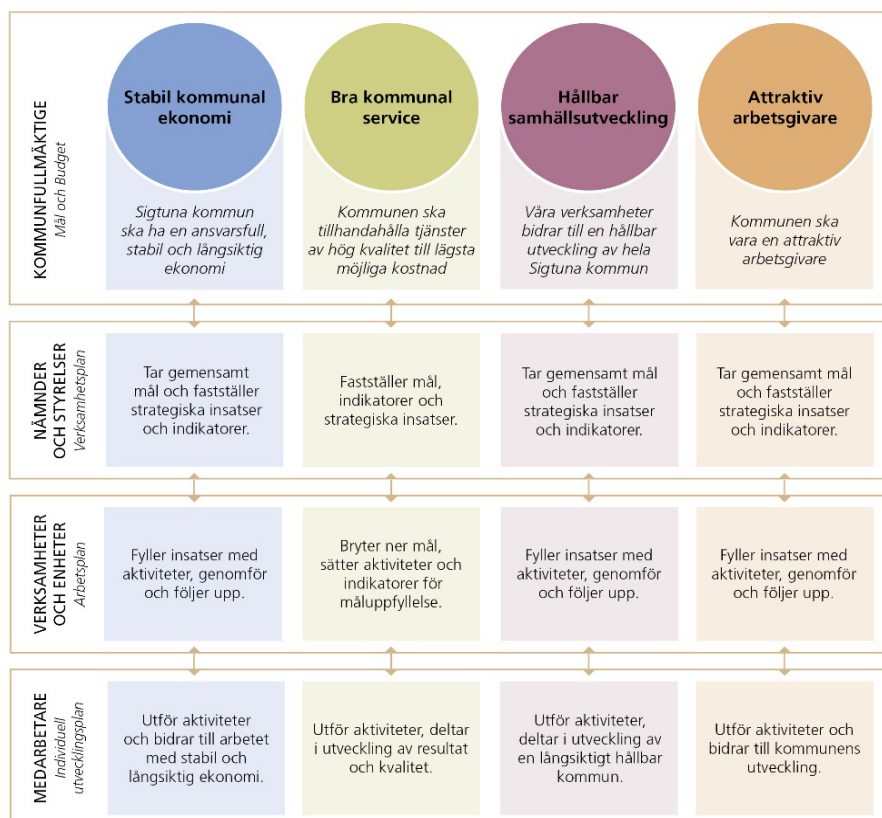 KOMMUNFULLMÄKTIGE
Mål och Budget
Stabil kommunal
ekonomi
Sigtuna kommun
ska ha en ansvarsfull,
stabil och långsiktig
ekonomi
Bra kommunal
service
Kommunen ska
tillhandahålla tjänster
av hög kvalitet till lägsta
möjliga kostnad
Hållbar
samhällsutveckling
Våra verksamheter
bidrar till en hållbar
utveckling av hela
Sigtuna kommun
Attraktiv
arbetsgivare
Kommunen ska
vara en attraktiv
arbetsgivare
NÄMNDER
OCH STYRELSER
Verksamhetsplan
Tar gemensamt
mål och fastställer
strategiska insatser
och indikatorer.
Fastställer mål,
indikatorer och
strategiska insatser.
Tar gemensamt mål
och fastställer
strategiska insatser
och indikatorer.
Tar gemensamt mål
och fastställer
strategiska insatser
och indikatorer.
VERKSAMHETER
OCH ENHETER
Arbetsplan
Fyller insatser med
aktiviteter, genomför
och följer upp.
Bryter ner mål,
sätter aktiviteter och
indikatorer för
måluppfyllelse.
Fyller insatser med
aktiviteter, genomför
och följer upp.
Fyller insatser med
aktiviteter, genomför
och följer upp.
MEDARBETARE
Individuell
utvecklingsplan
Utför aktiviteter
och bidrar till arbetet
med stabil och
långsiktig ekonomi.
Utför aktiviteter, deltar
i utveckling av resultat
och kvalitet.
Utför aktiviteter,
deltar i utveckling av
en långsiktigt hållbar
kommun.
Utför aktiviteter och
bidrar till kommunens
utveckling.